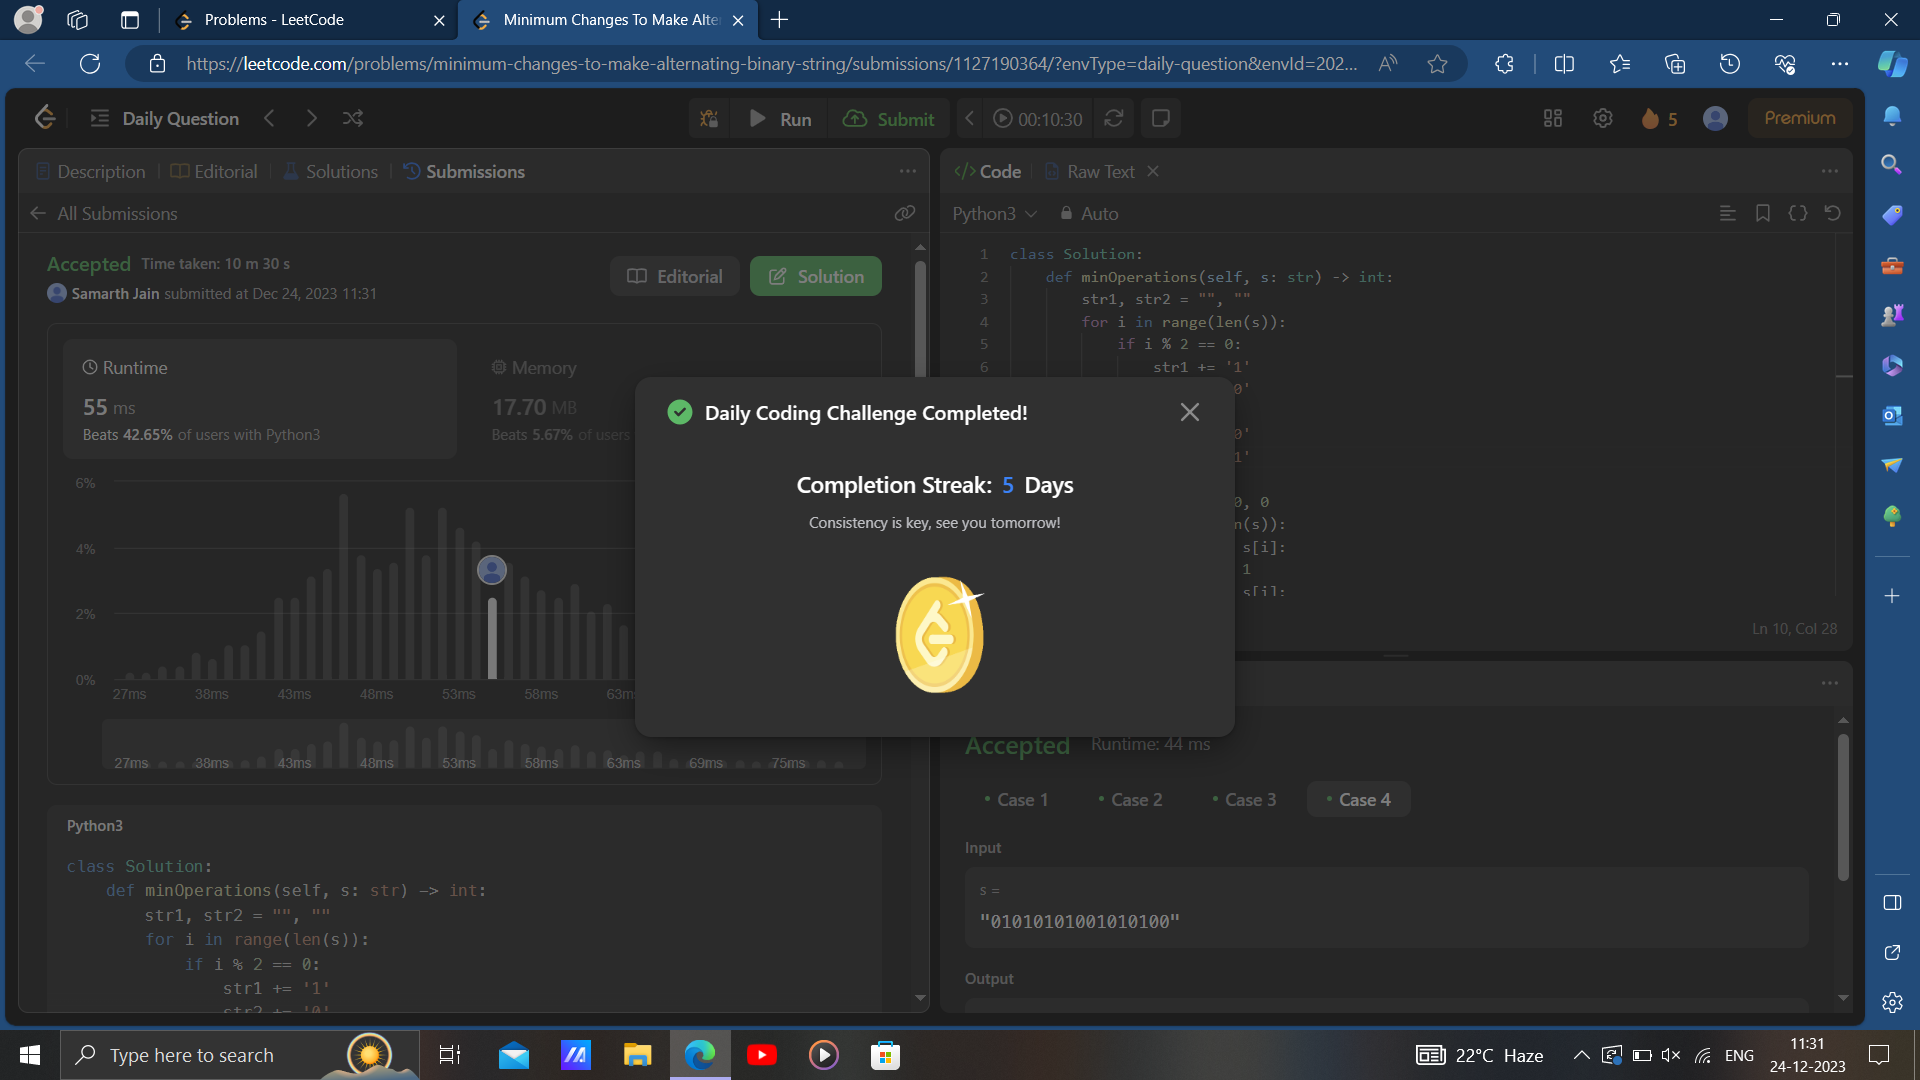 Problems - LeetCode
Minimum Changes To Make Alte
https://leetcode.com/problems/minimum-changes-to-make-alternating-binary-string/submissions/1127190364/?envType=daily-question&envId=202...
Daily Question
Run
Submit
00:10:30
5
Premium
Description
Editorial
Solutions
Submissions
All Submissions
Accepted Time taken: 10 m 30 s
Samarth Jain submitted at Dec 24, 2023 11:31
Editorial
Solution
Runtime
55 ms
Beats 42.65% of users with Python3
Memory
17.70 MB
Beats 5.67% of users
6%
4%
2%
0%
27ms 38ms 43ms 48ms 53ms 58ms 63m
27ms 38ms 43ms 48ms 53ms 58ms 63ms 69ms 75ms
Python3
class Solution:
def minOperations(self, s: str) -> int:
str1, str2 = "", ""
for i in range(len(s)):
if i % 2 == 0:
str1 += '1'
str2 += '0'
Code
Raw Text
Python3
Auto
1 class Solution:
2 def minOperations(self, s: str) -> int:
3 str1, str2 = "", ""
4 for i in range(len(s)):
5 if i % 2 == 0:
6 str1 += '1'
0'
0'
1'
0, 0
n(s)):
s[i]:
1
s[i]:
Ln 10, Col 28
Daily Coding Challenge Completed!
Completion Streak: 5 Days
Consistency is key, see you tomorrow!
Accepted Runtime: 44 ms
Case 1
Case 2
Case 3
Case 4
Input
s =
"01010101001010100"
Output
Type here to search
22°C Haze
ENG
11:31
24-12-2023